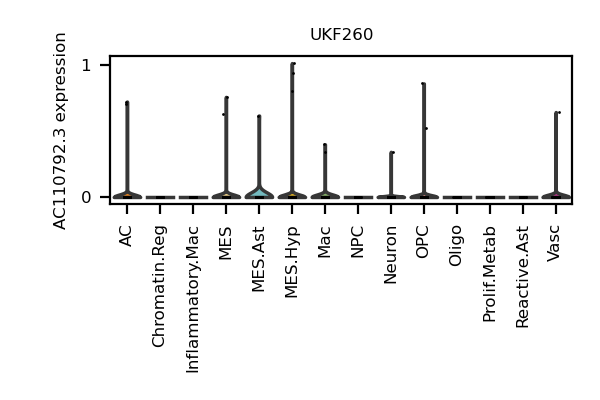 UKF260
AC110792.3 expression
1
0
AC
Chromatin.Reg
Inflammatory.Mac
MES
MES.Ast
MES.Hyp
Mac
NPC
Neuron
OPC
Oligo
Prolif.Metab
Reactive.Ast
Vasc